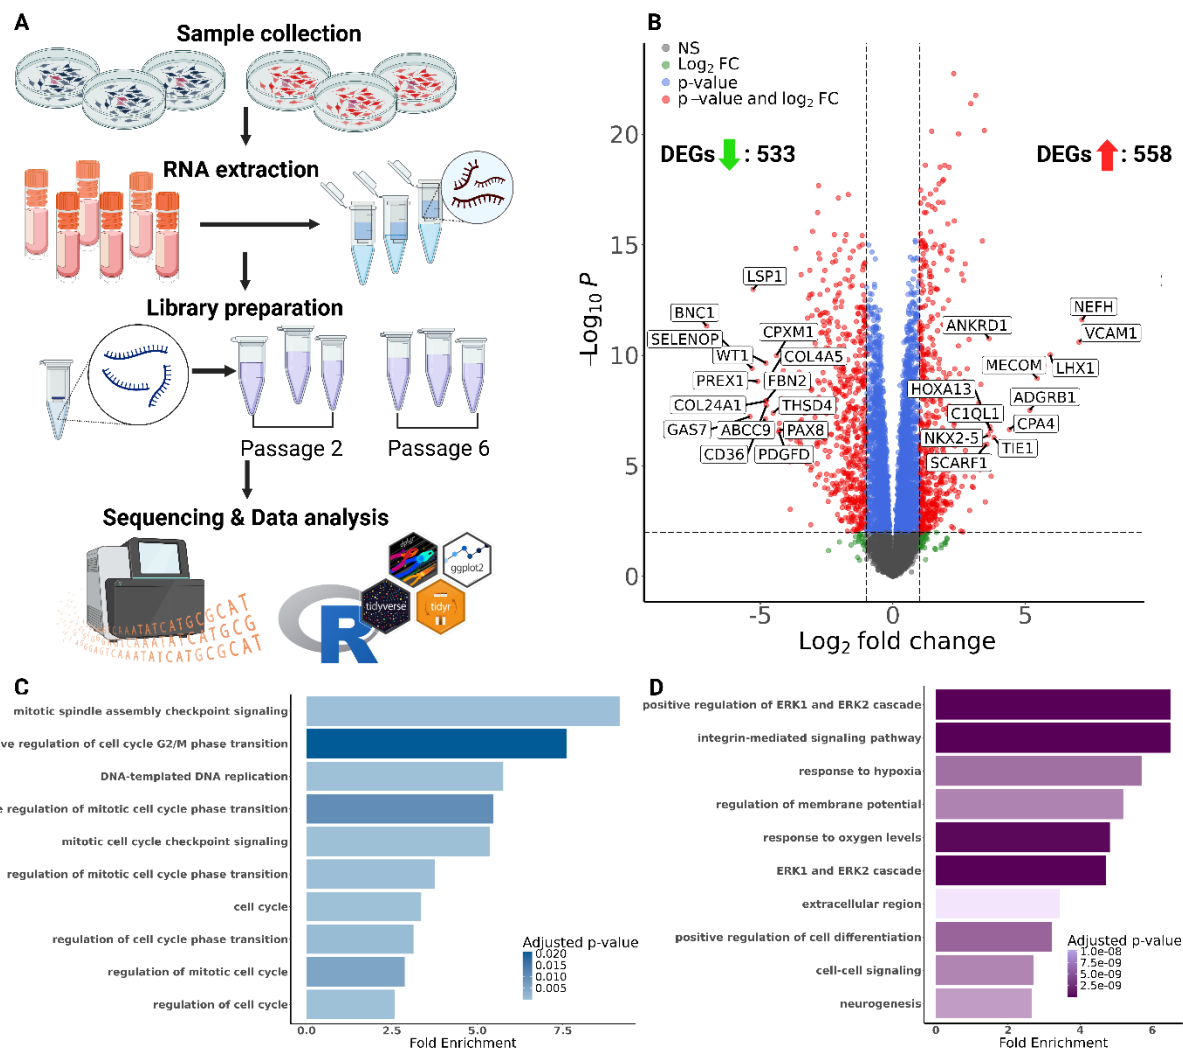 A
Sample collection
RNA extraction
Library preparation
Passage 2
Passage 6
Sequencing & Data analysis
dplyr
ggplot2
tidyverse
tidyr
R
B
NS
Log2 FC
p-value
p-value and log2 FC
DEGs : 533
DEGs : 558
-Log10 P
20
15
10
5
0
LSP1
BNC1
SELENOP
WT1
CPXM1
COL4A5
PREX1
FBN2
COL24A1
THSD4
GAS7
ABCC9
PAX8
CD36
PDGFD
NEFH
ANKRD1
VCAM1
MECOM
LHX1
HOXA13
ADGRB1
C1QL1
CPA4
NKX2-5
TIE1
SCARF1
-5
0
5
Log2 fold change
C
mitotic spindle assembly checkpoint signaling
ve regulation of cell cycle G2/M phase transition
DNA-templated DNA replication
e regulation of mitotic cell cycle phase transition
mitotic cell cycle checkpoint signaling
regulation of mitotic cell cycle phase transition
cell cycle
regulation of cell cycle phase transition
regulation of mitotic cell cycle
regulation of cell cycle
Adjusted p-value
0.020
0.015
0.010
0.005
0.0
2.5
5.0
7.5
Fold Enrichment
D
positive regulation of ERK1 and ERK2 cascade
integrin-mediated signaling pathway
response to hypoxia
regulation of membrane potential
response to oxygen levels
ERK1 and ERK2 cascade
extracellular region
positive regulation of cell differentiation
cell-cell signaling
neurogenesis
Adjusted p-value
1.0e-08
7.5e-09
5.0e-09
2.5e-09
0
2
4
6
Fold Enrichment